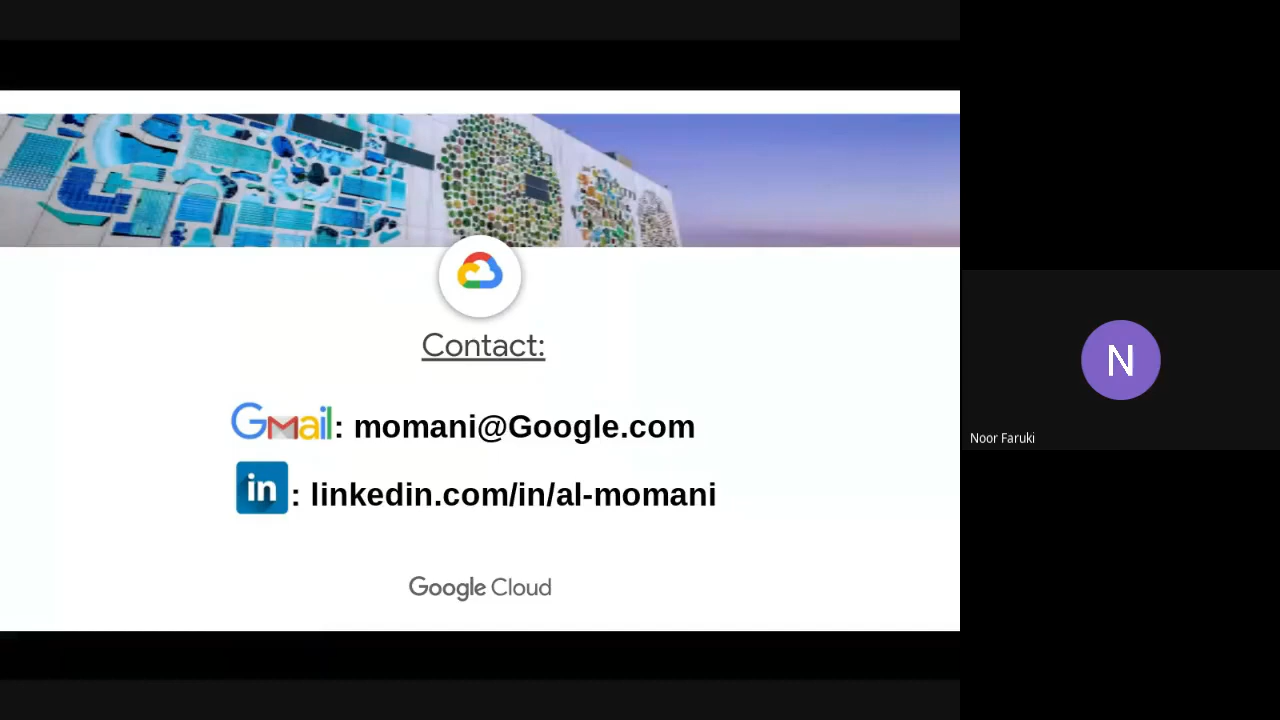 Contact:
GMail: momani@Google.com
in: linkedin.com/in/al-momani
Google Cloud
N
Noor Faruki